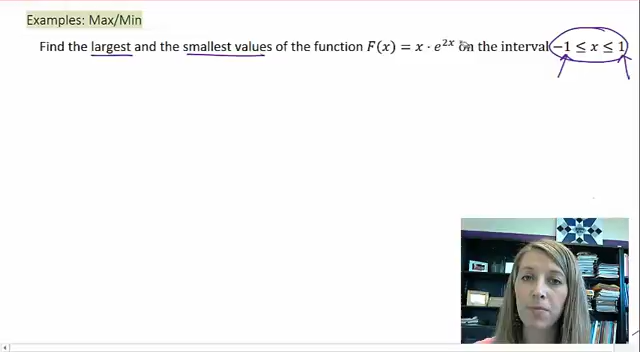 Examples: Max/Min
Find the largest and the smallest values of the function F(x) = x · e^{2x} on the interval −1 ≤ x ≤ 1